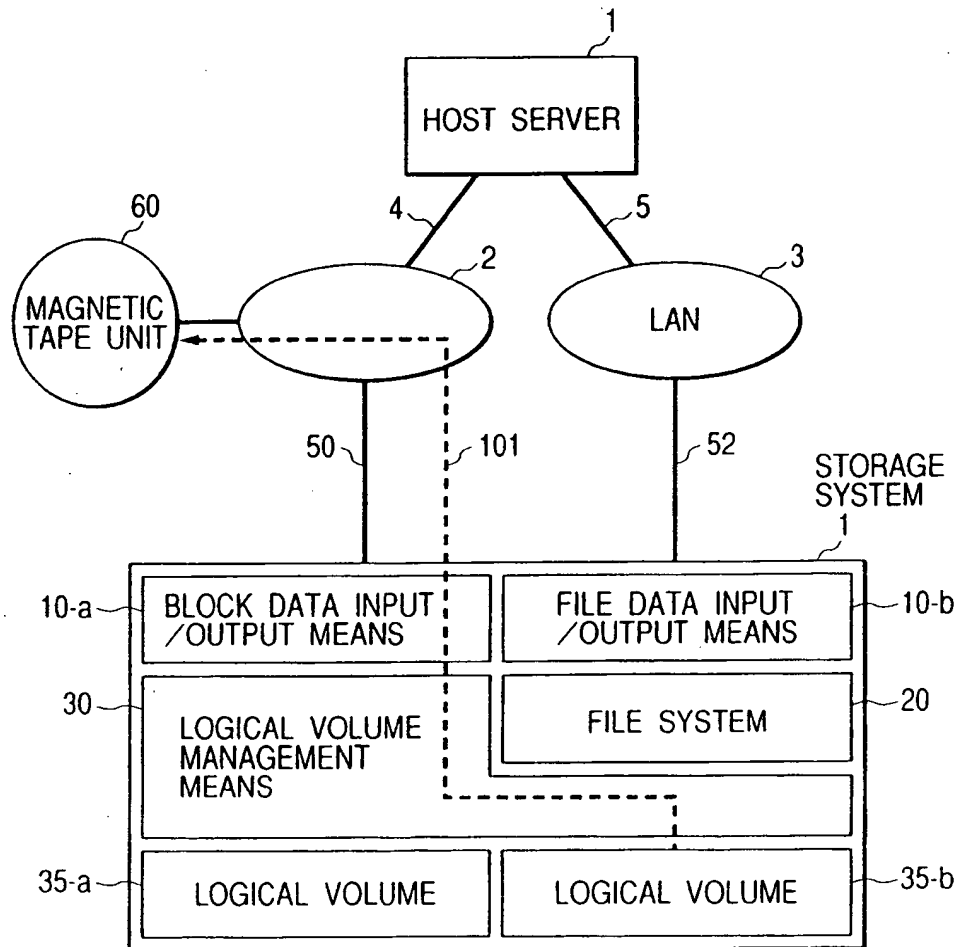 1
HOST SERVER
4
5
60
2
3
MAGNETIC
TAPE UNIT
LAN
50
101
52
STORAGE
SYSTEM
1
10-a
BLOCK DATA INPUT
/OUTPUT MEANS
FILE DATA INPUT
/OUTPUT MEANS
10-b
30
LOGICAL VOLUME
MANAGEMENT
MEANS
FILE SYSTEM
20
35-a
LOGICAL VOLUME
LOGICAL VOLUME
35-b